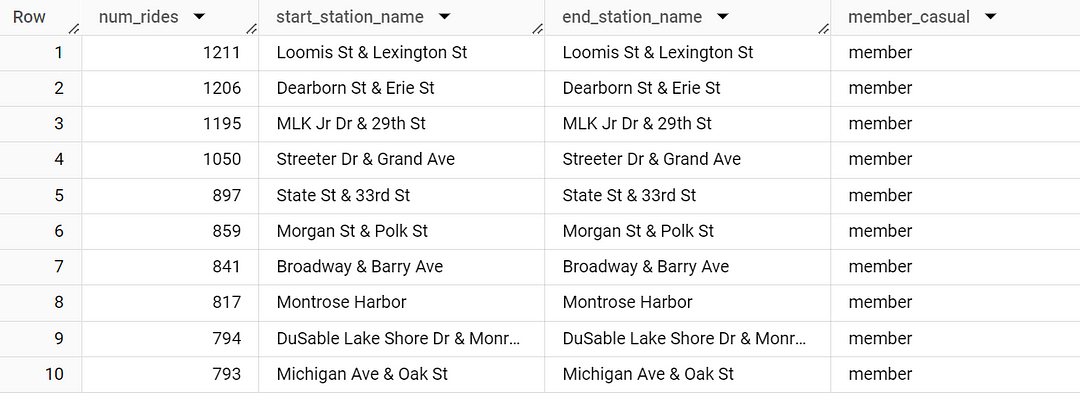 Row num_rides start_station_name end_station_name member_casual
1 1211 Loomis St & Lexington St Loomis St & Lexington St member
2 1206 Dearborn St & Erie St Dearborn St & Erie St member
3 1195 MLK Jr Dr & 29th St MLK Jr Dr & 29th St member
4 1050 Streeter Dr & Grand Ave Streeter Dr & Grand Ave member
5 897 State St & 33rd St State St & 33rd St member
6 859 Morgan St & Polk St Morgan St & Polk St member
7 841 Broadway & Barry Ave Broadway & Barry Ave member
8 817 Montrose Harbor Montrose Harbor member
9 794 DuSable Lake Shore Dr & Monr... DuSable Lake Shore Dr & Monr... member
10 793 Michigan Ave & Oak St Michigan Ave & Oak St member